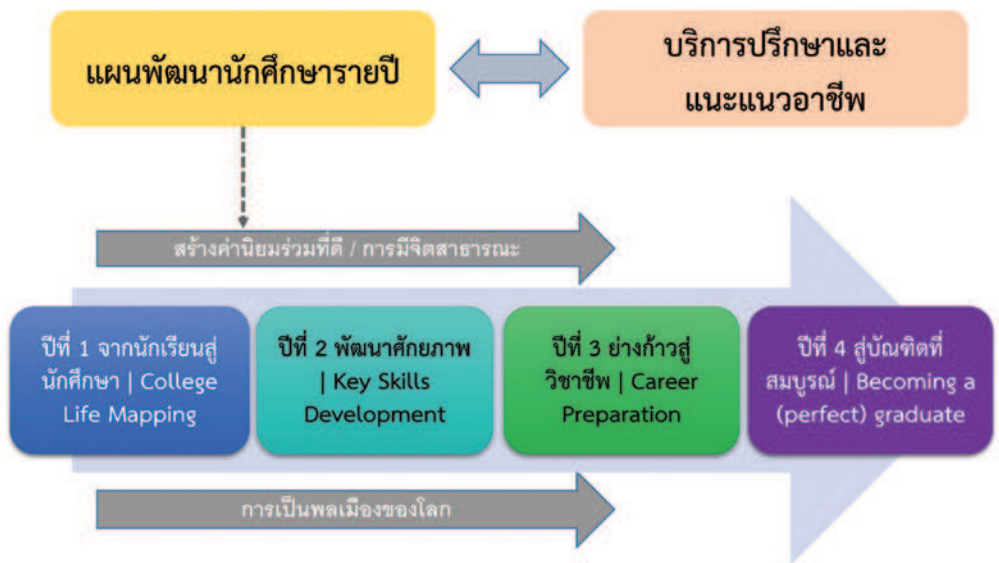 แผนพัฒนานักศึกษารายปี
บริการปรึกษาและ
แนะแนวอาชีพ
สร้างค่านิยมร่วมที่ดี / การมีจิตสาธารณะ
ปีที่ 1 จากนักเรียนสู่
นักศึกษา | College
Life Mapping
ปีที่ 2 พัฒนาศักยภาพ
| Key Skills
Development
ปีที่ 3 ย่างก้าวสู่
วิชาชีพ | Career
Preparation
ปีที่ 4 สู่บัณฑิตที่
สมบูรณ์ | Becoming a
(perfect) graduate
การเป็นพลเมืองของโลก